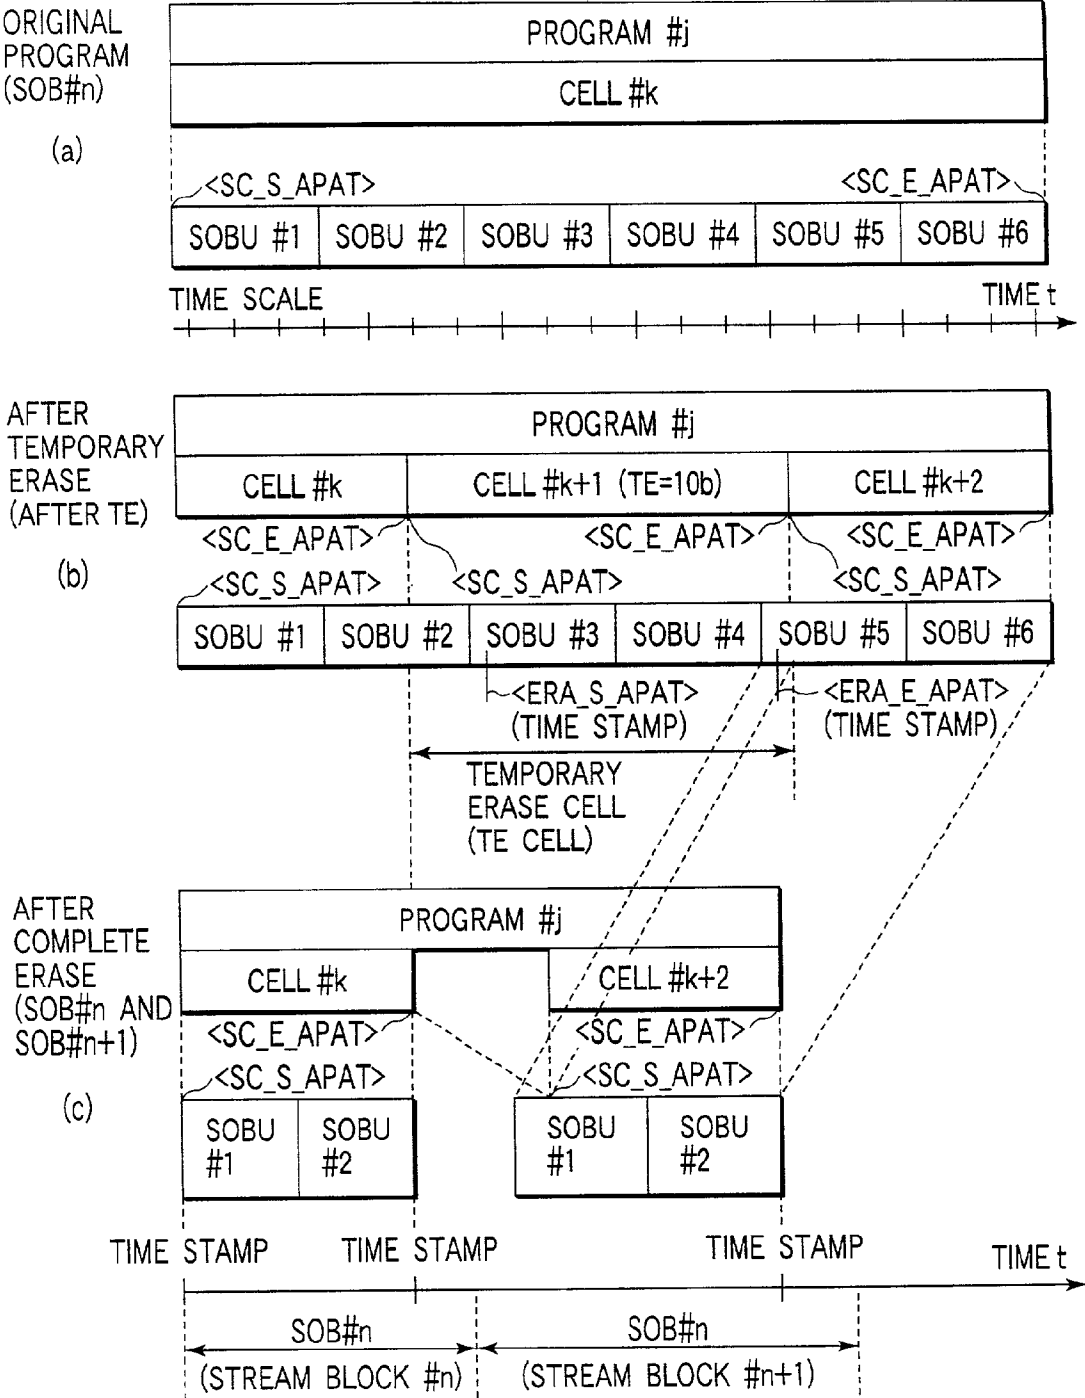 ORIGINAL
PROGRAM
(SOB#n)
(a)
PROGRAM #j
CELL #k
<SC_S_APAT>
<SC_E_APAT>
SOBU #1
SOBU #2
SOBU #3
SOBU #4
SOBU #5
SOBU #6
TIME SCALE
TIME t
AFTER
TEMPORARY
ERASE
(AFTER TE)
(b)
PROGRAM #j
CELL #k
CELL #k+1 (TE=10b)
CELL #k+2
<SC_E_APAT>
<SC_E_APAT>
<SC_E_APAT>
<SC_S_APAT>
<SC_S_APAT>
<SC_S_APAT>
SOBU #1
SOBU #2
SOBU #3
SOBU #4
SOBU #5
SOBU #6
<ERA_S_APAT>
(TIME STAMP)
<ERA_E_APAT>
(TIME STAMP)
TEMPORARY
ERASE CELL
(TE CELL)
AFTER
COMPLETE
ERASE
(SOB#n AND
SOB#n+1)
(c)
PROGRAM #j
CELL #k
CELL #k+2
<SC_E_APAT>
<SC_E_APAT>
<SC_S_APAT>
<SC_S_APAT>
SOBU
#1
SOBU
#2
SOBU
#1
SOBU
#2
TIME STAMP
TIME STAMP
TIME STAMP
TIME t
SOB#n
(STREAM BLOCK #n)
SOB#n
(STREAM BLOCK #n+1)